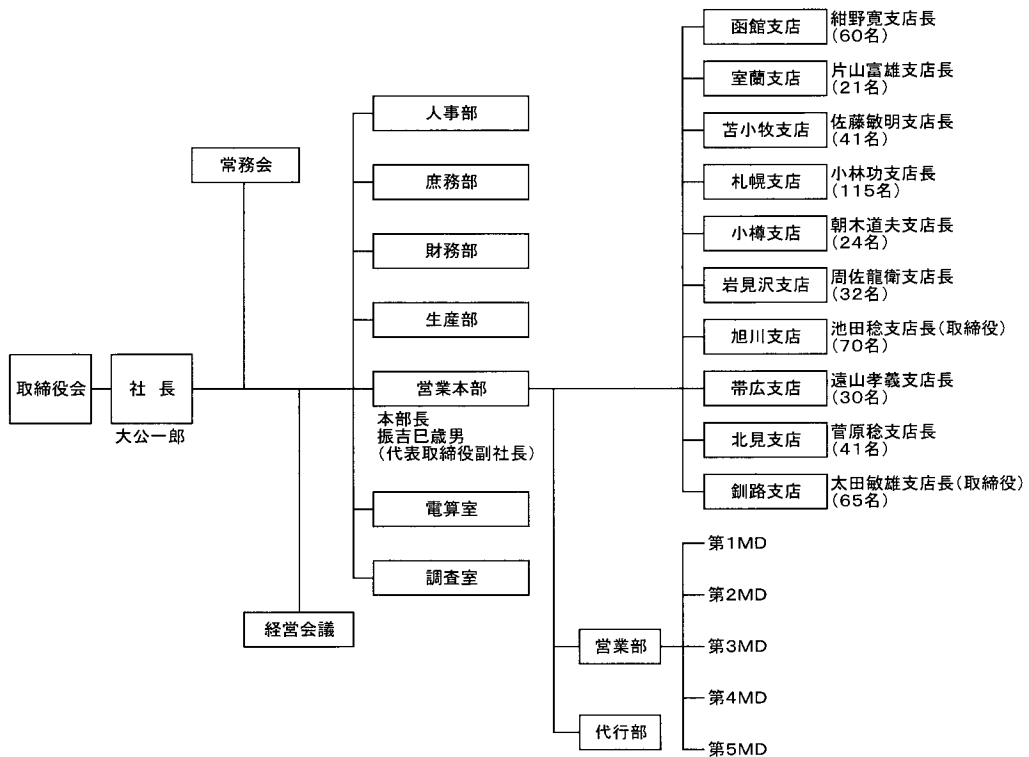 取締役会
社 長
大公一郎
常務会
経営会議
人事部
庶務部
財務部
生産部
営業本部
本部長
振吉巳歳男
(代表取締役副社長)
電算室
調査室
函館支店
紺野寛支店長
(60名)
室蘭支店
片山富雄支店長
(21名)
苫小牧支店
佐藤敏明支店長
(41名)
札幌支店
小林功支店長
(115名)
小樽支店
朝木道夫支店長
(24名)
岩見沢支店
周佐龍衛支店長
(32名)
旭川支店
池田稔支店長(取締役)
(70名)
帯広支店
遠山孝義支店長
(30名)
北見支店
菅原稔支店長
(41名)
釧路支店
太田敏雄支店長(取締役)
(65名)
営業部
代行部
第1MD
第2MD
第3MD
第4MD
第5MD